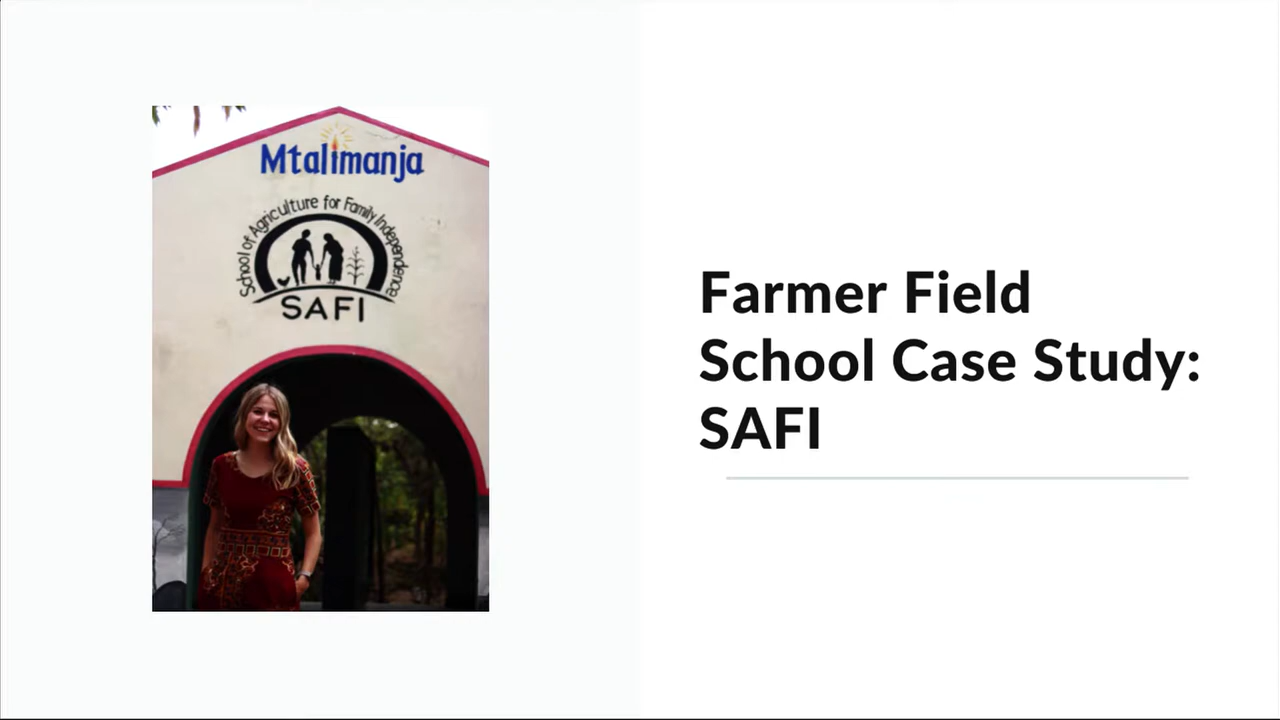 Mtalimanja
School of Agriculture for Family Independence
SAFI
Farmer Field
School Case Study:
SAFI